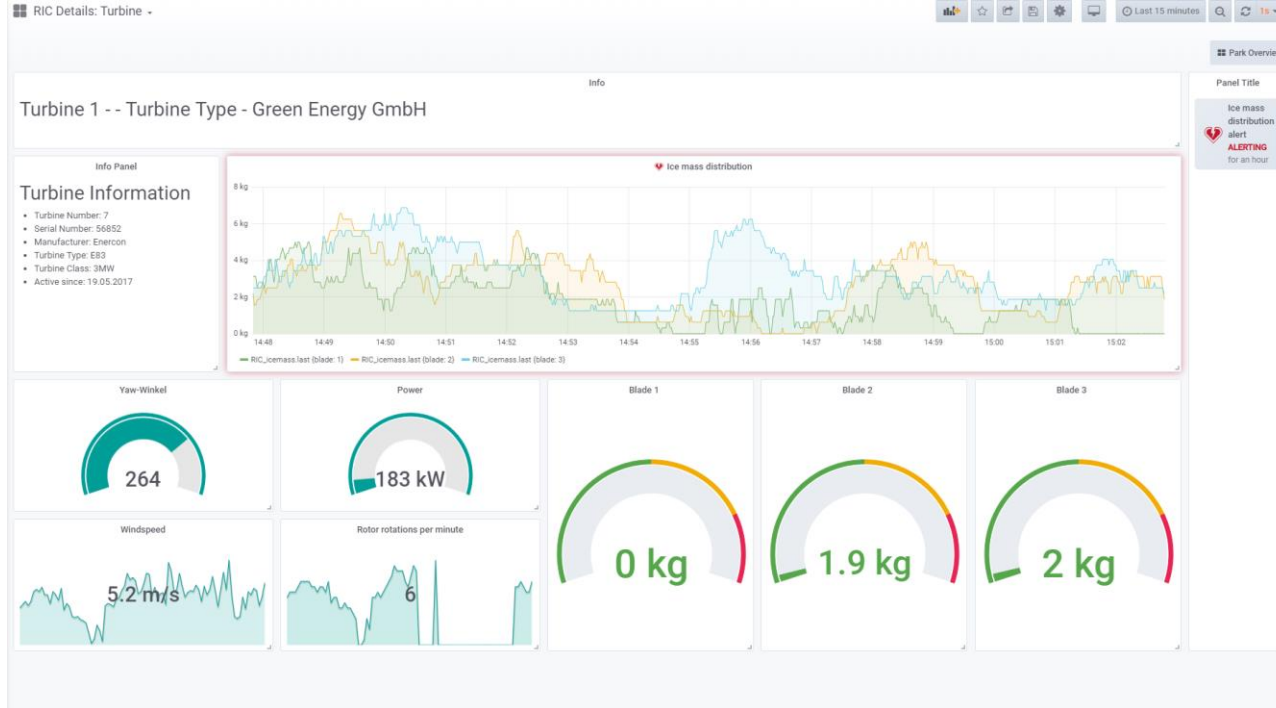 RIC Details: Turbine
Last 15 minutes
1s
Park Overvie
Info
Turbine 1 - - Turbine Type - Green Energy GmbH
Panel Title
Ice mass
distribution
alert
ALERTING
for an hour
Info Panel
Turbine Information
Turbine Number: 7
Serial Number: 56852
Manufacturer: Enercon
Turbine Type: E83
Turbine Class: 3MW
Active since: 19.05.2017
Ice mass distribution
8 kg
6 kg
4 kg
2 kg
0 kg
14:48 14:49 14:50 14:51 14:52 14:53 14:54 14:55 14:56 14:57 14:58 14:59 15:00 15:01 15:02
RIC_icemass.last {blade: 1} RIC_icemass.last {blade: 2} RIC_icemass.last {blade: 3}
Yaw-Winkel
264
Power
183 kW
Blade 1
0 kg
Blade 2
1.9 kg
Blade 3
2 kg
Windspeed
5.2 m/s
Rotor rotations per minute
6